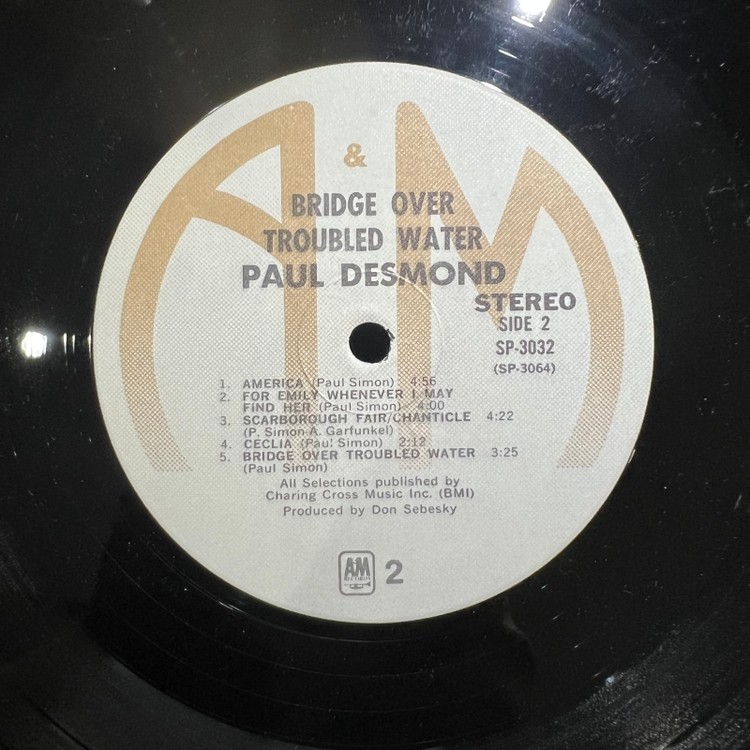 A & M
BRIDGE OVER
TROUBLED WATER
PAUL DESMOND
STEREO
SIDE 2
SP-3032
(SP-3064)
1. AMERICA (Paul Simon) 4:56
2. FOR EMILY WHENEVER I MAY
FIND HER (Paul Simon) 4:00
3. SCARBOROUGH FAIR/CHANTICLE 4:22
(P. Simon-A. Garfunkel)
4. CECLIA (Paul Simon) 2:12
5. BRIDGE OVER TROUBLED WATER 3:25
(Paul Simon)
All Selections published by
Charing Cross Music Inc. (BMI)
Produced by Don Sebesky
AM 2
RECORDS